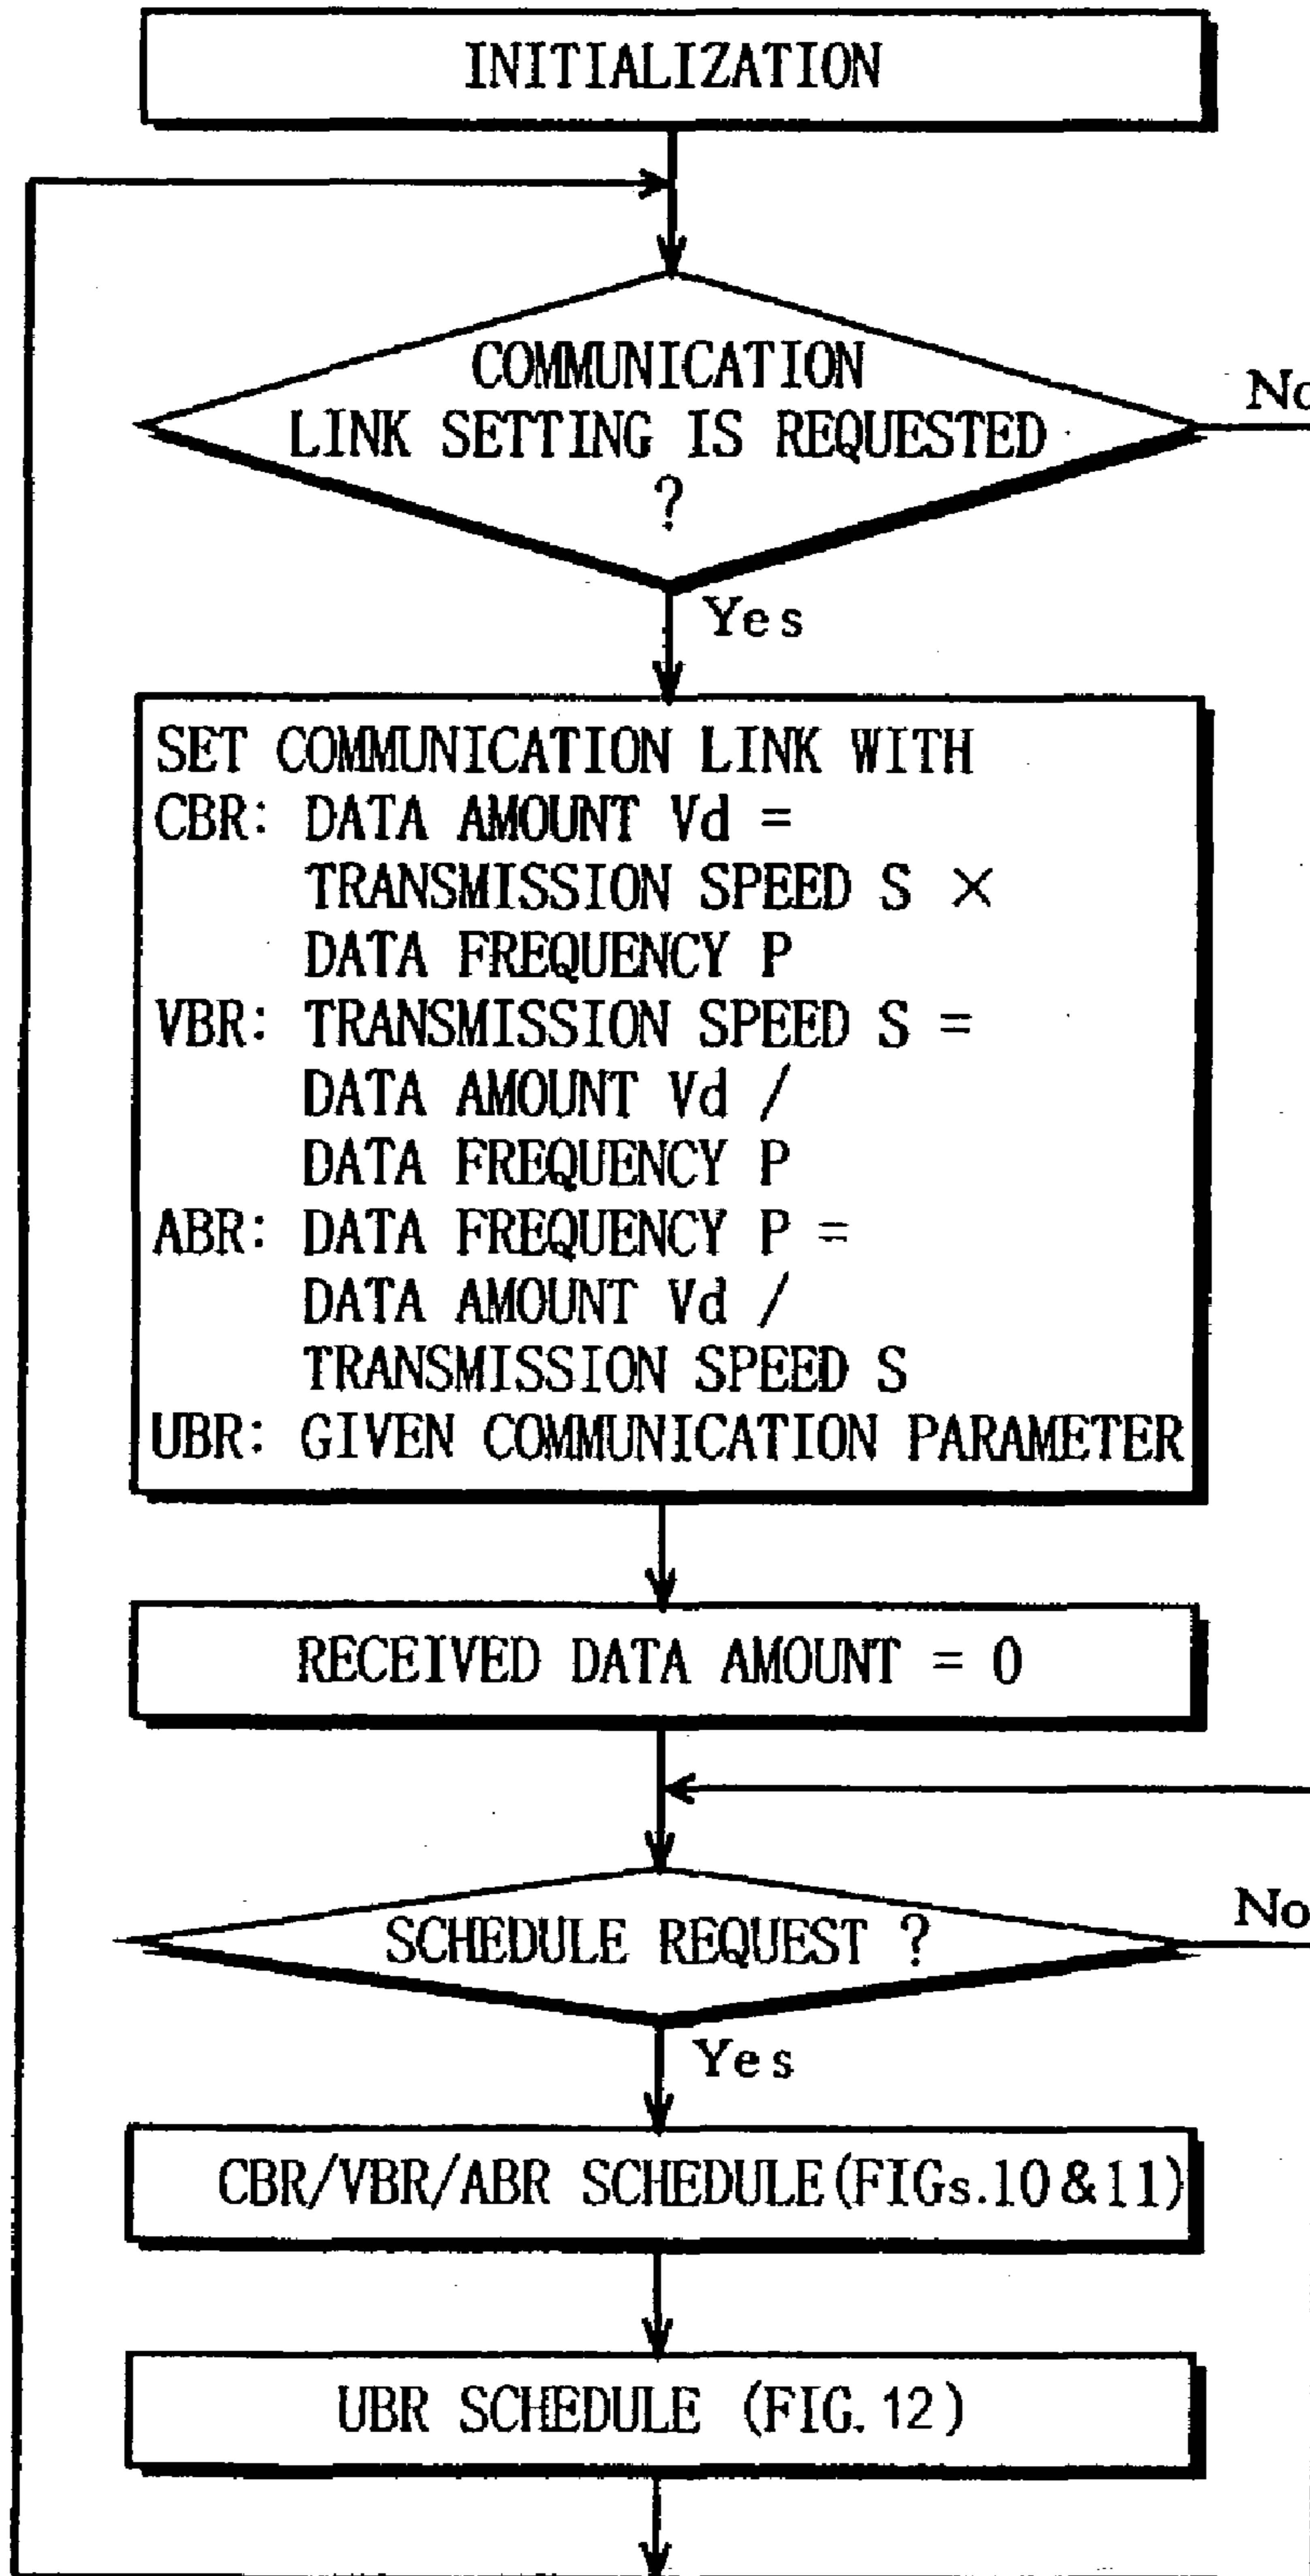 INITIALIZATION
COMMUNICATION
No
LINK SETTING IS REQUESTED
?
Yes
SET COMMUNICATION LINK WITH
CBR: DATA AMOUNT Vd =
TRANSMISSION SPEED S ×
DATA FREQUENCY P
VBR: TRANSMISSION SPEED S =
DATA AMOUNT Vd /
DATA FREQUENCY P
ABR: DATA FREQUENCY P =
DATA AMOUNT Vd /
TRANSMISSION SPEED S
UBR: GIVEN COMMUNICATION PARAMETER
RECEIVED DATA AMOUNT = 0
SCHEDULE REQUEST ?
No
Yes
CBR/VBR/ABR SCHEDULE(FIGs.10&11)
UBR SCHEDULE (FIG.12)